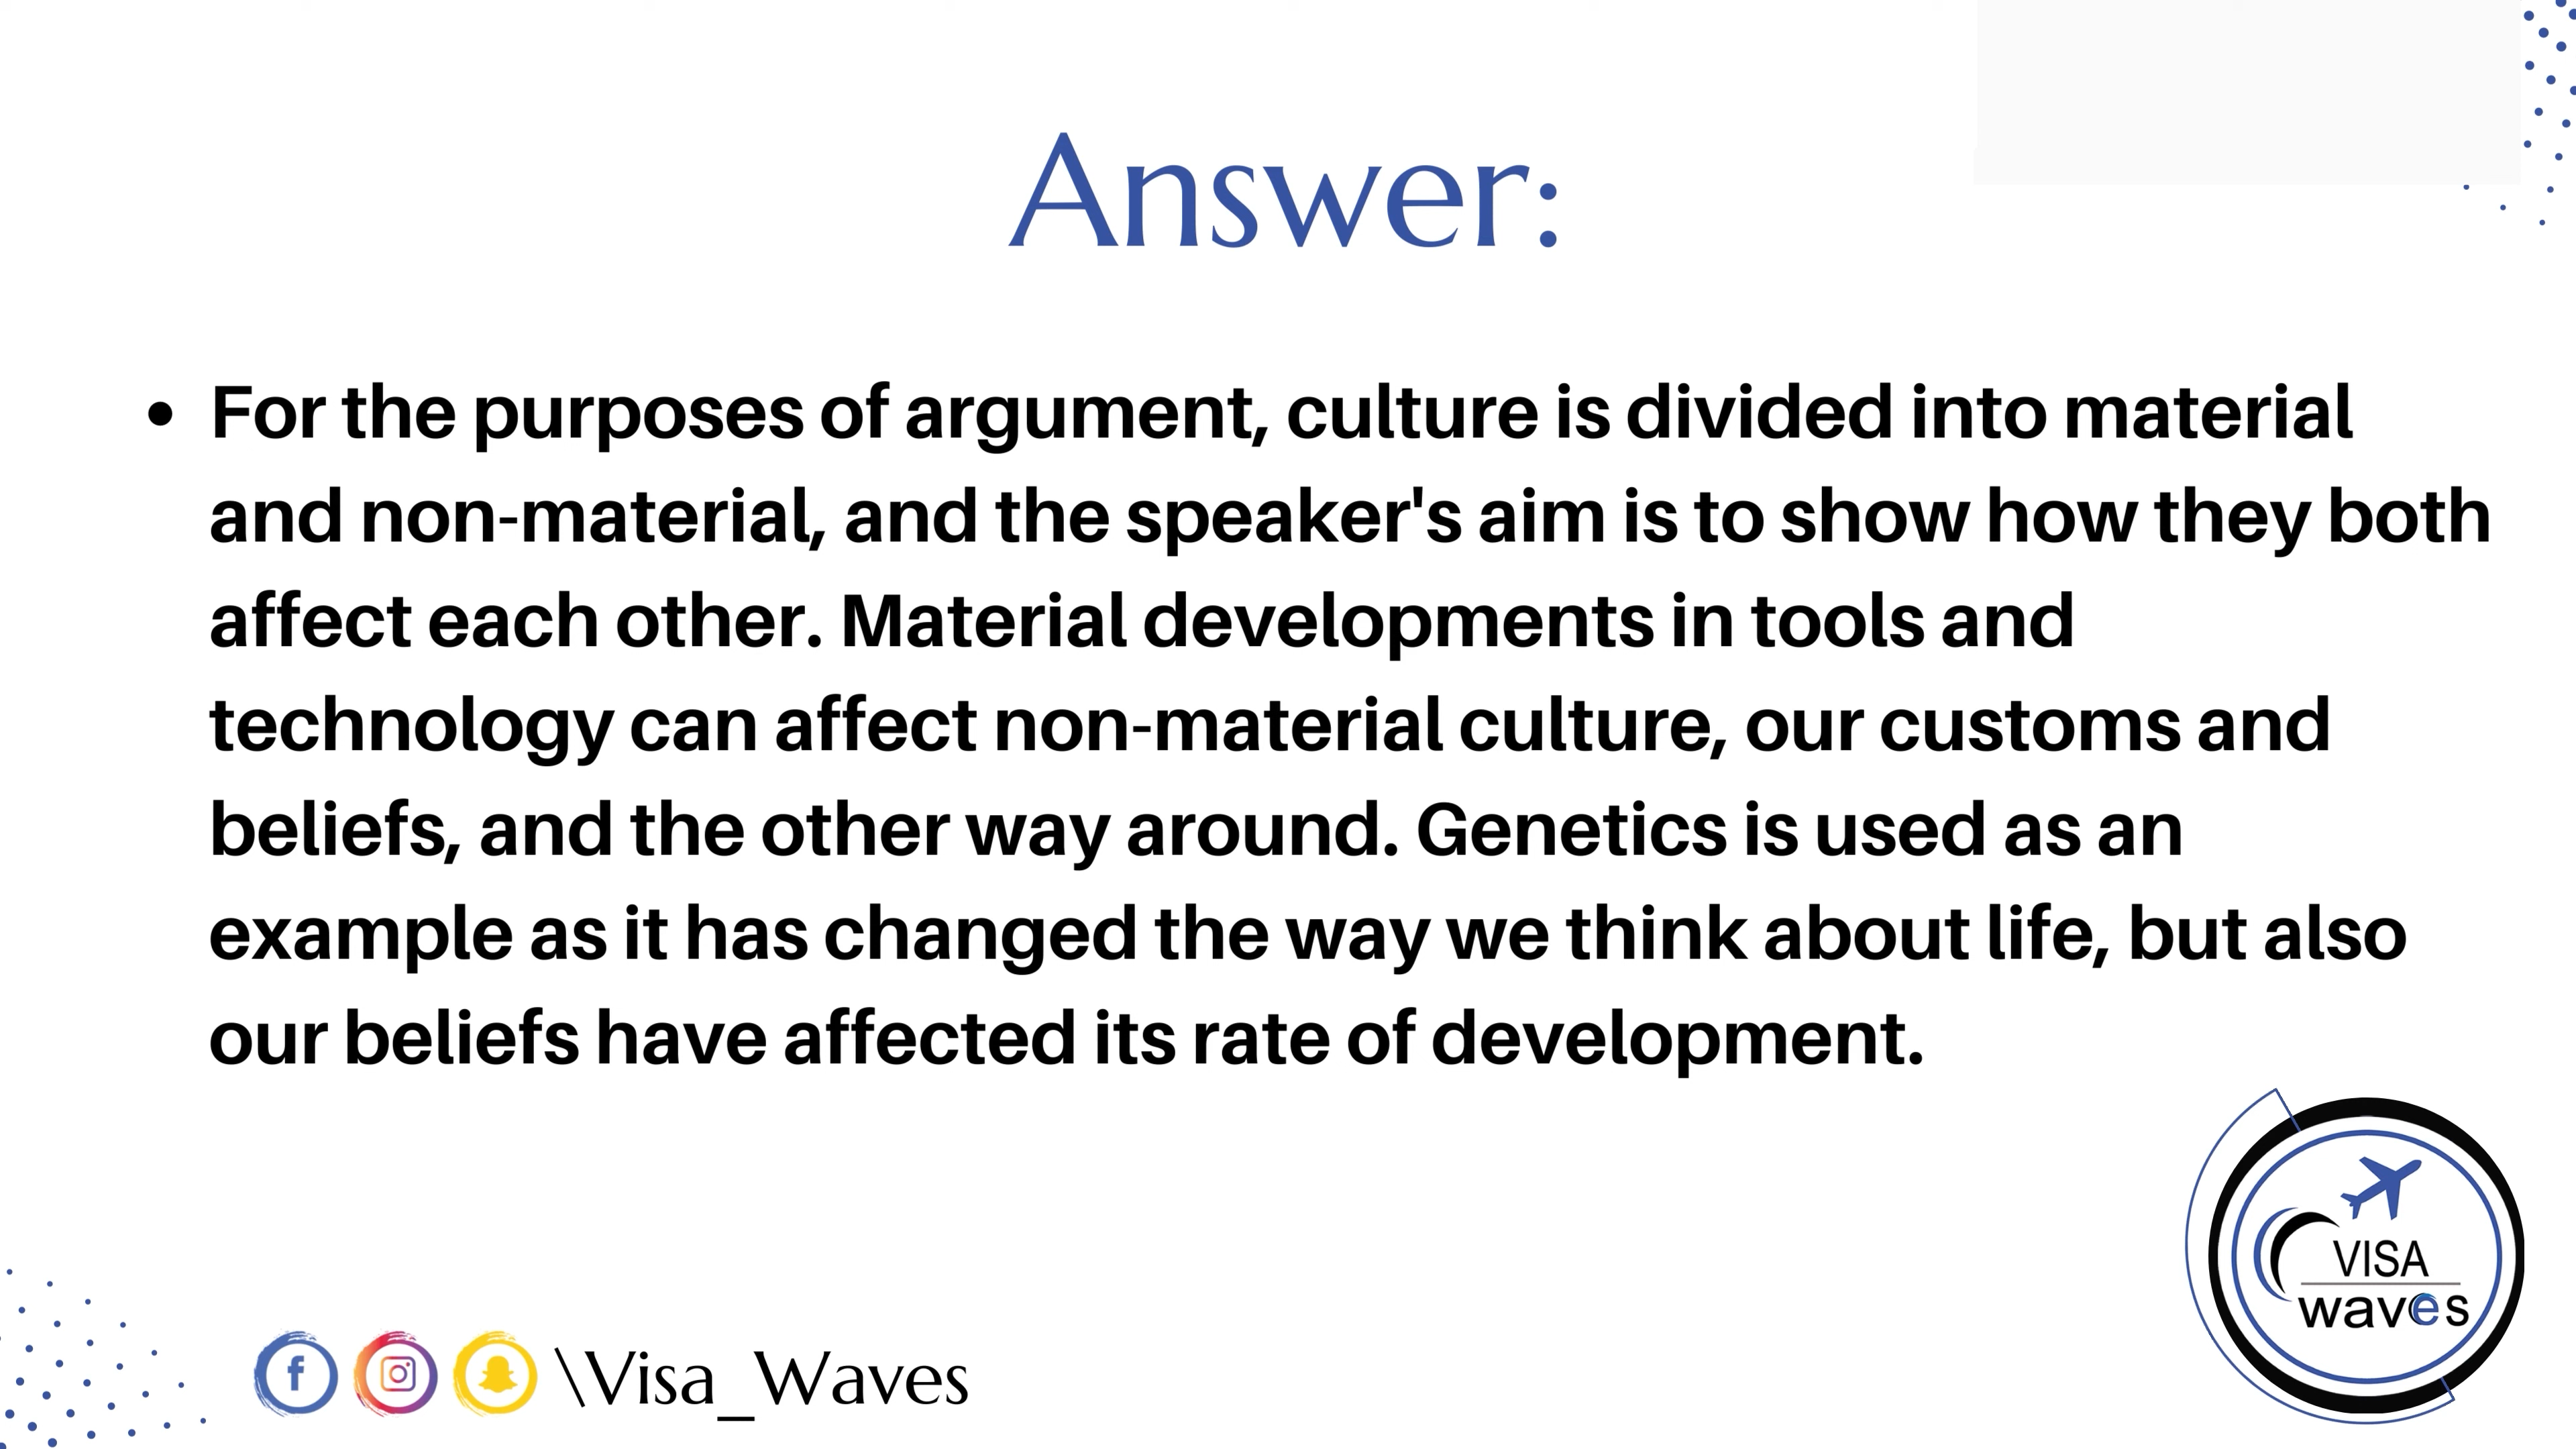 Answer:
• For the purposes of argument, culture is divided into material
and non-material, and the speaker's aim is to show how they both
affect each other. Material developments in tools and
technology can affect non-material culture, our customs and
beliefs, and the other way around. Genetics is used as an
example as it has changed the way we think about life, but also
our beliefs have affected its rate of development.
VISA
waves
\Visa_Waves